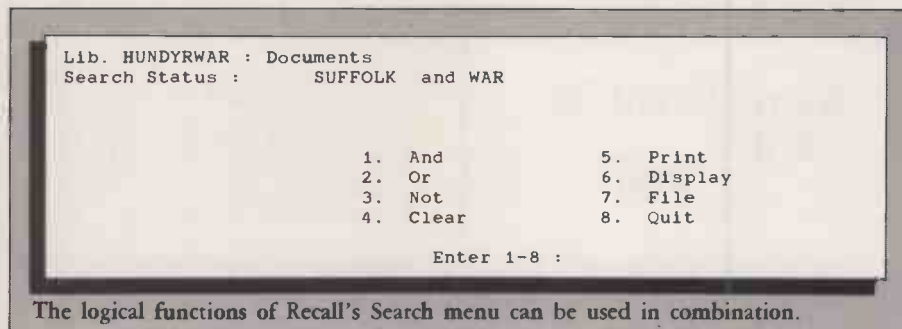 Lib. HUNDYRWAR : Documents
Search Status : SUFFOLK and WAR
1. And 5. Print
2. Or 6. Display
3. Not 7. File
4. Clear 8. Quit
Enter 1-8 :
The logical functions of Recall's Search menu can be used in combination.